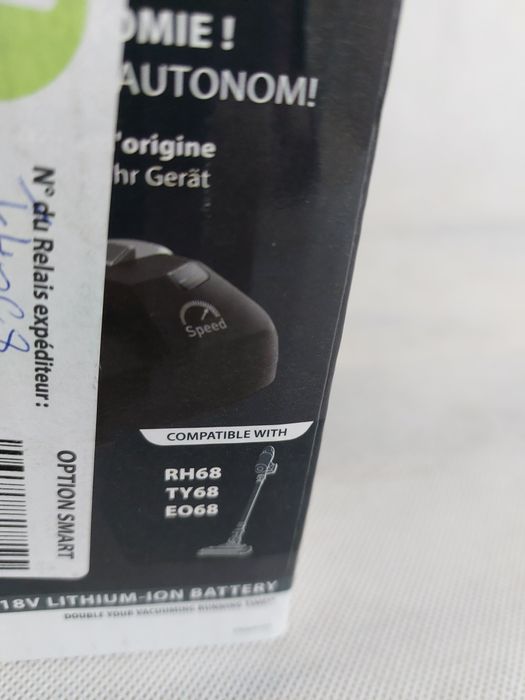 OMIE !
AUTONOM!
'origine
hr Gerät
Speed
N° du Relais expéditeur:
OPTION SMART
COMPATIBLE WITH
RH68
TY68
EO68
18V LITHIUM-ION BATTERY
DOUBLE YOUR VACUUMING RUNNING TIME!